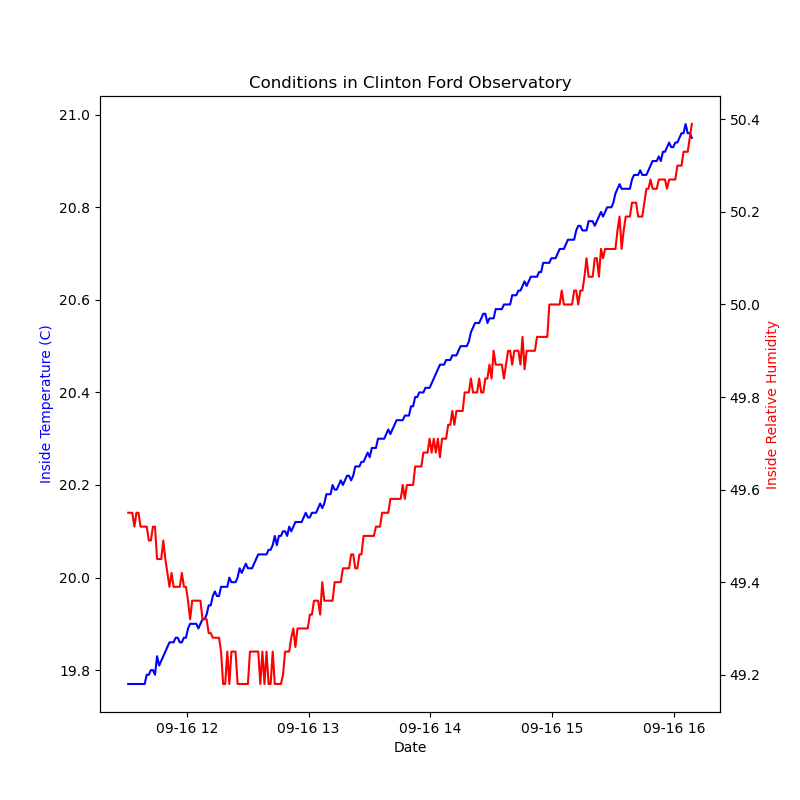 Conditions in Clinton Ford Observatory
21.0
20.8
20.6
20.4
20.2
20.0
19.8
Inside Temperature (C)
50.4
50.2
50.0
49.8
49.6
49.4
49.2
Inside Relative Humidity
09-16 12 09-16 13 09-16 14 09-16 15 09-16 16
Date